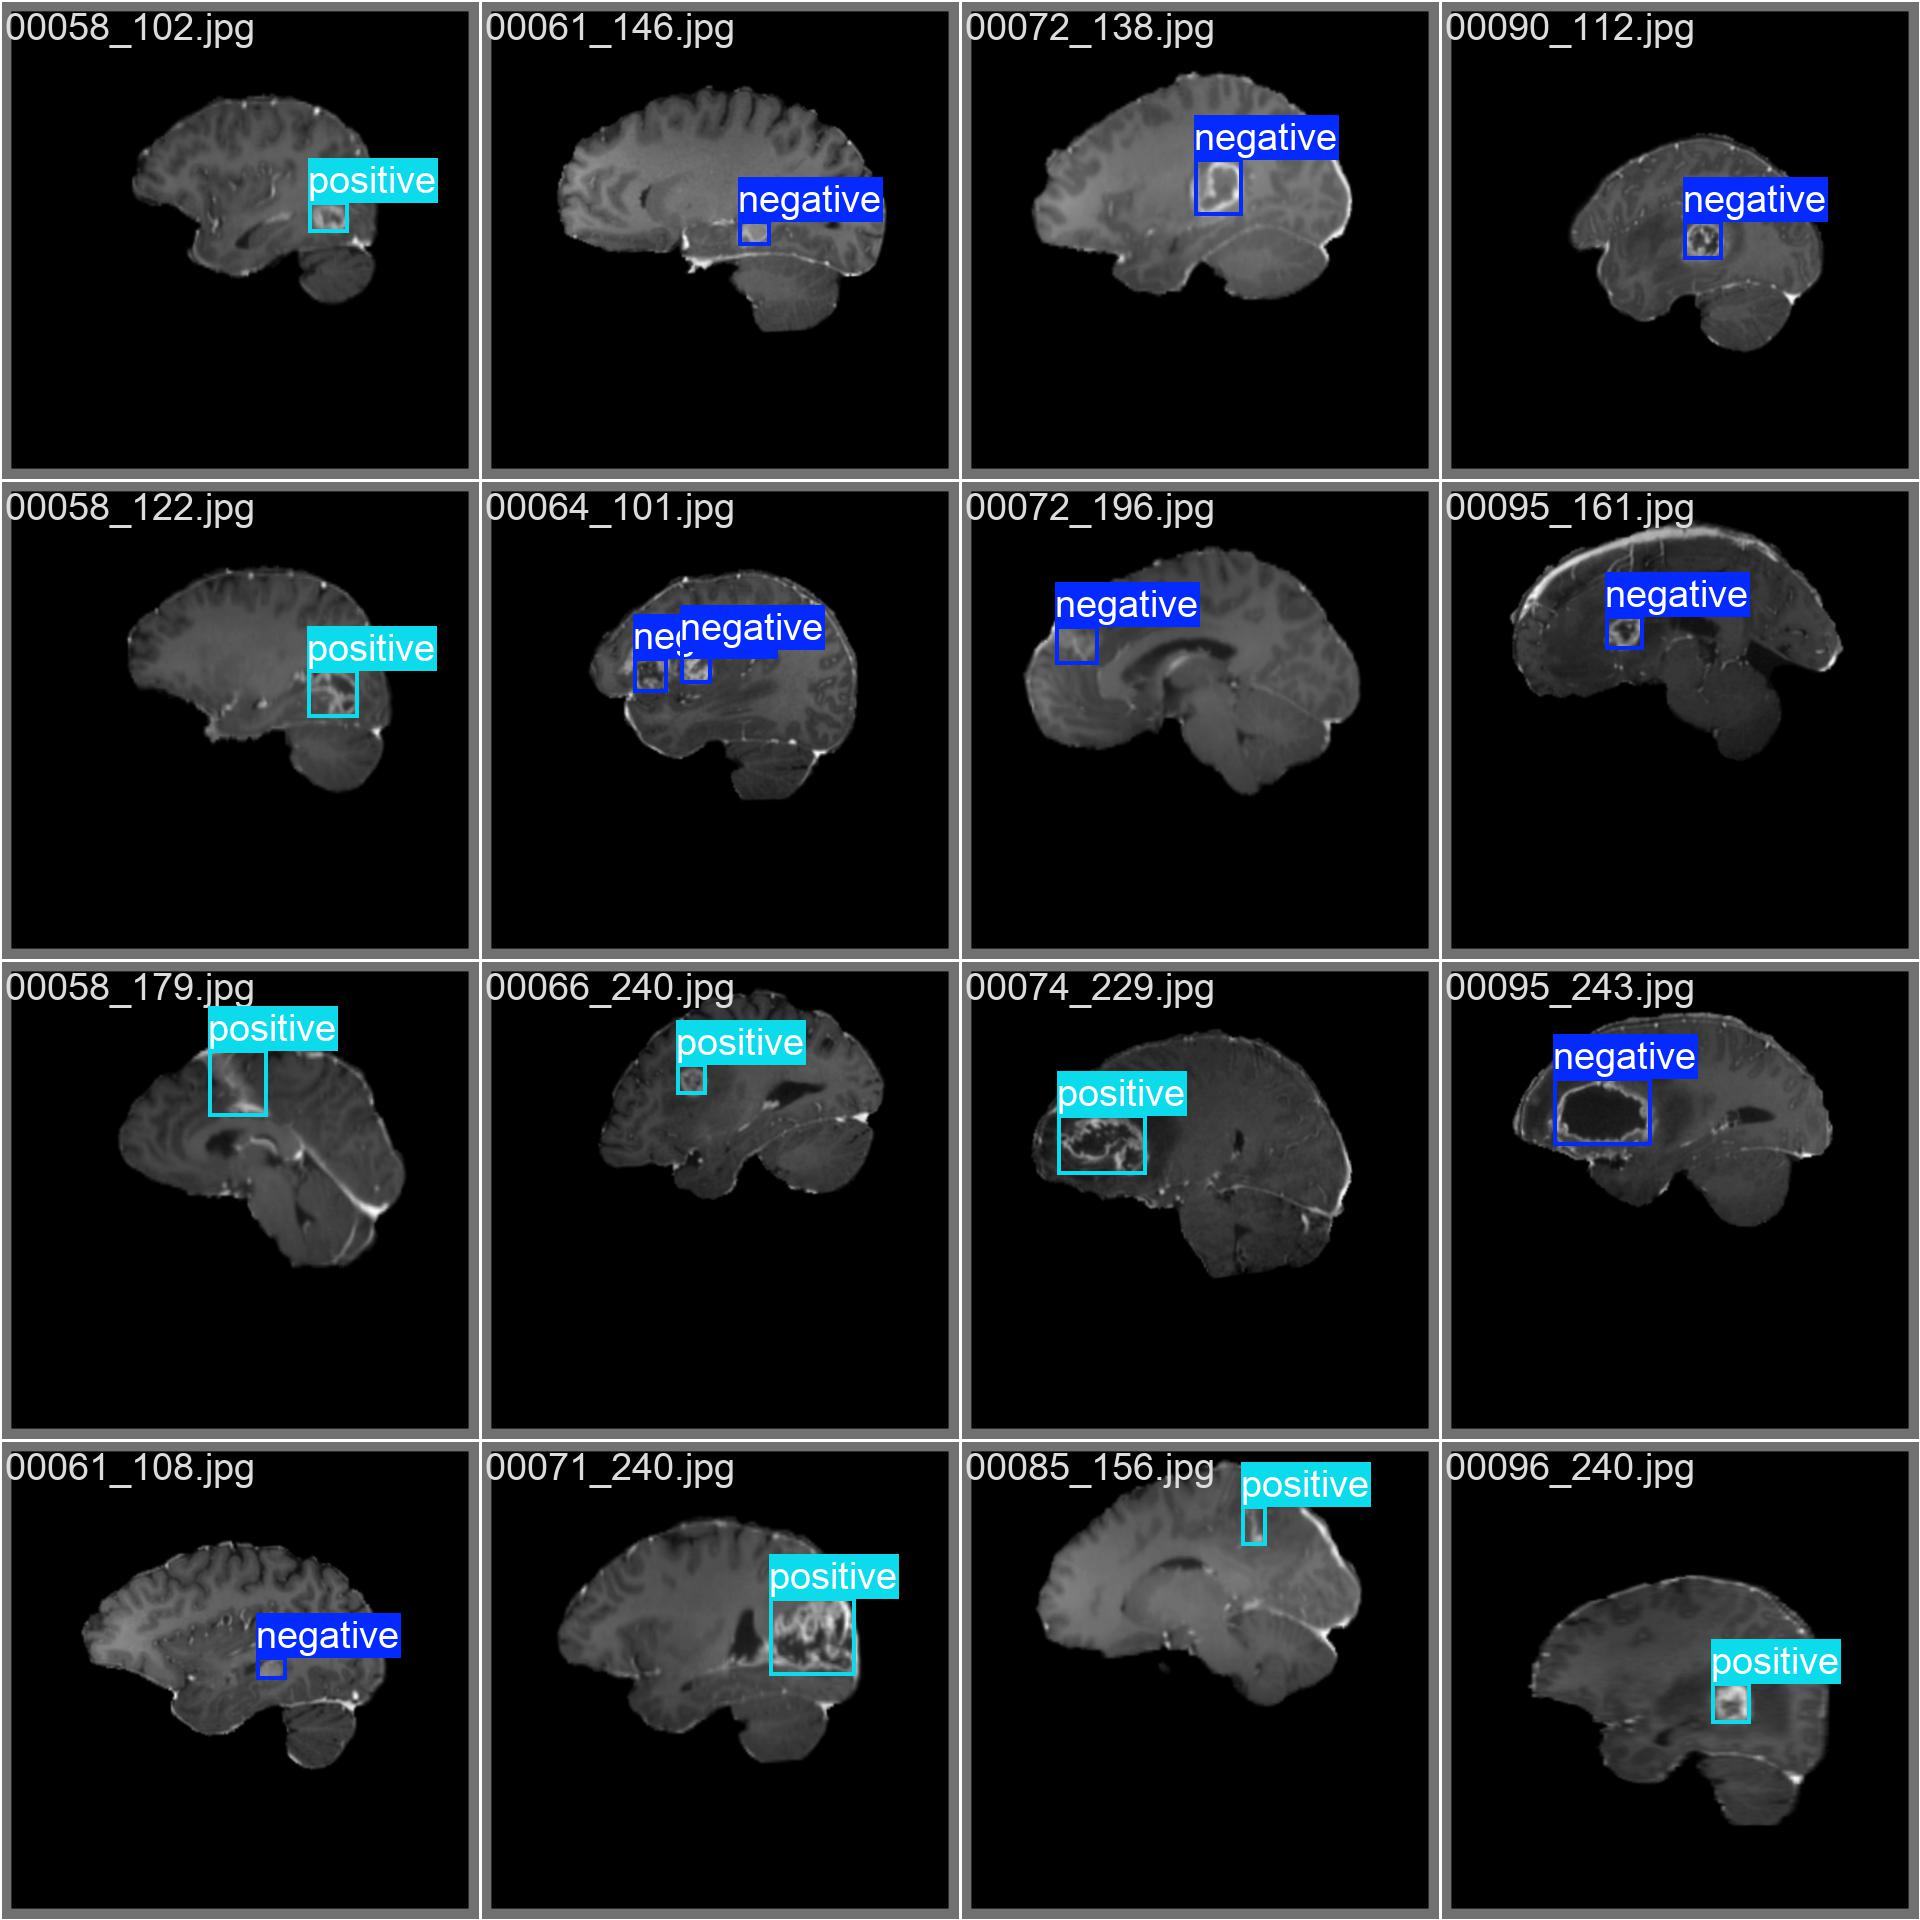 00058_102.jpg
positive
00061_146.jpg
negative
00072_138.jpg
negative
00090_112.jpg
negative
00058_122.jpg
positive
00064_101.jpg
neg
negative
00072_196.jpg
negative
00095_161.jpg
negative
00058_179.jpg
positive
00066_240.jpg
positive
00074_229.jpg
positive
00095_243.jpg
negative
00061_108.jpg
negative
00071_240.jpg
positive
00085_156.jpg
positive
00096_240.jpg
positive